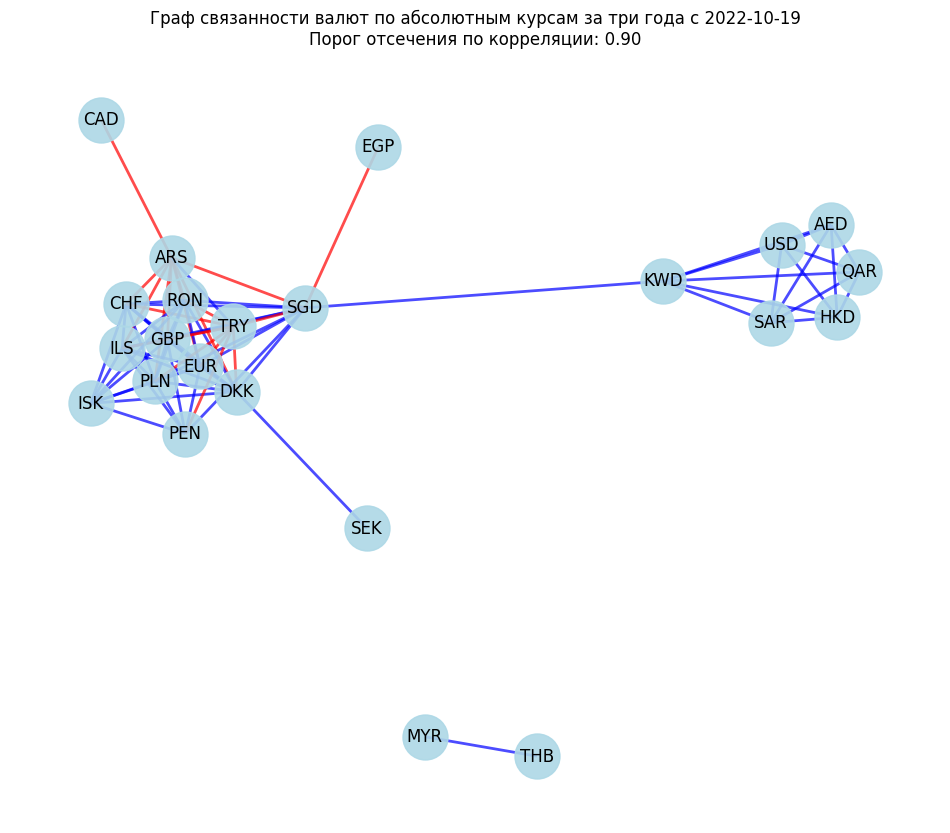 Граф связанности валют по абсолютным курсам за три года с 2022-10-19
Порог отсечения по корреляции: 0.90
CAD
EGP
AED
USD
ARS
QAR
KWD
RON
CHF
SGD
HKD
SAR
TRY
GBP
ILS
EUR
PLN
DKK
ISK
PEN
SEK
MYR
THB